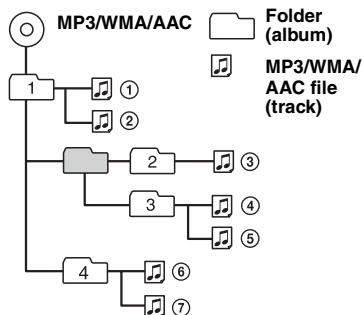 MP3/WMA/AAC
Folder
(album)
MP3/WMA/
AAC file
(track)
1
①
②
2
③
3
④
⑤
4
⑥
⑦